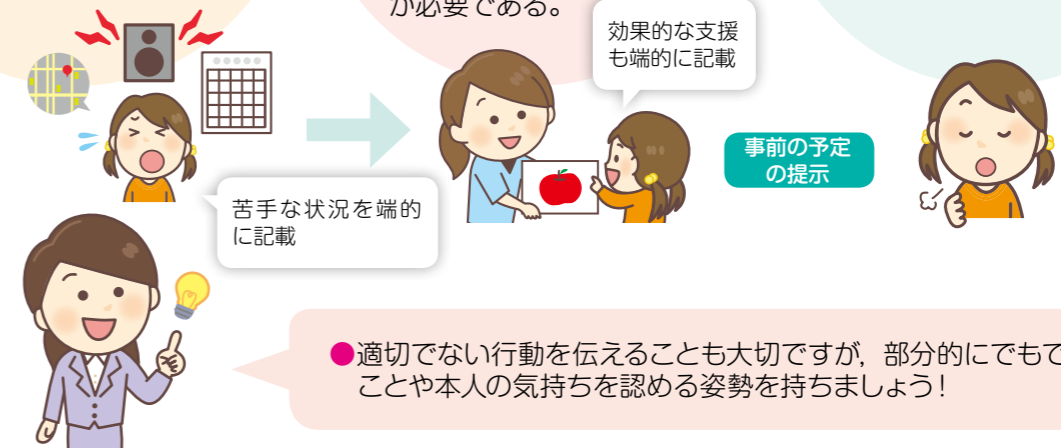 が必要である。
効果的な支援
も端的に記載
事前の予定
の提示
苦手な状況を端的
に記載
●適切でない行動を伝えることも大切ですが，部分的にでもで
ことや本人の気持ちを認める姿勢を持ちましょう！